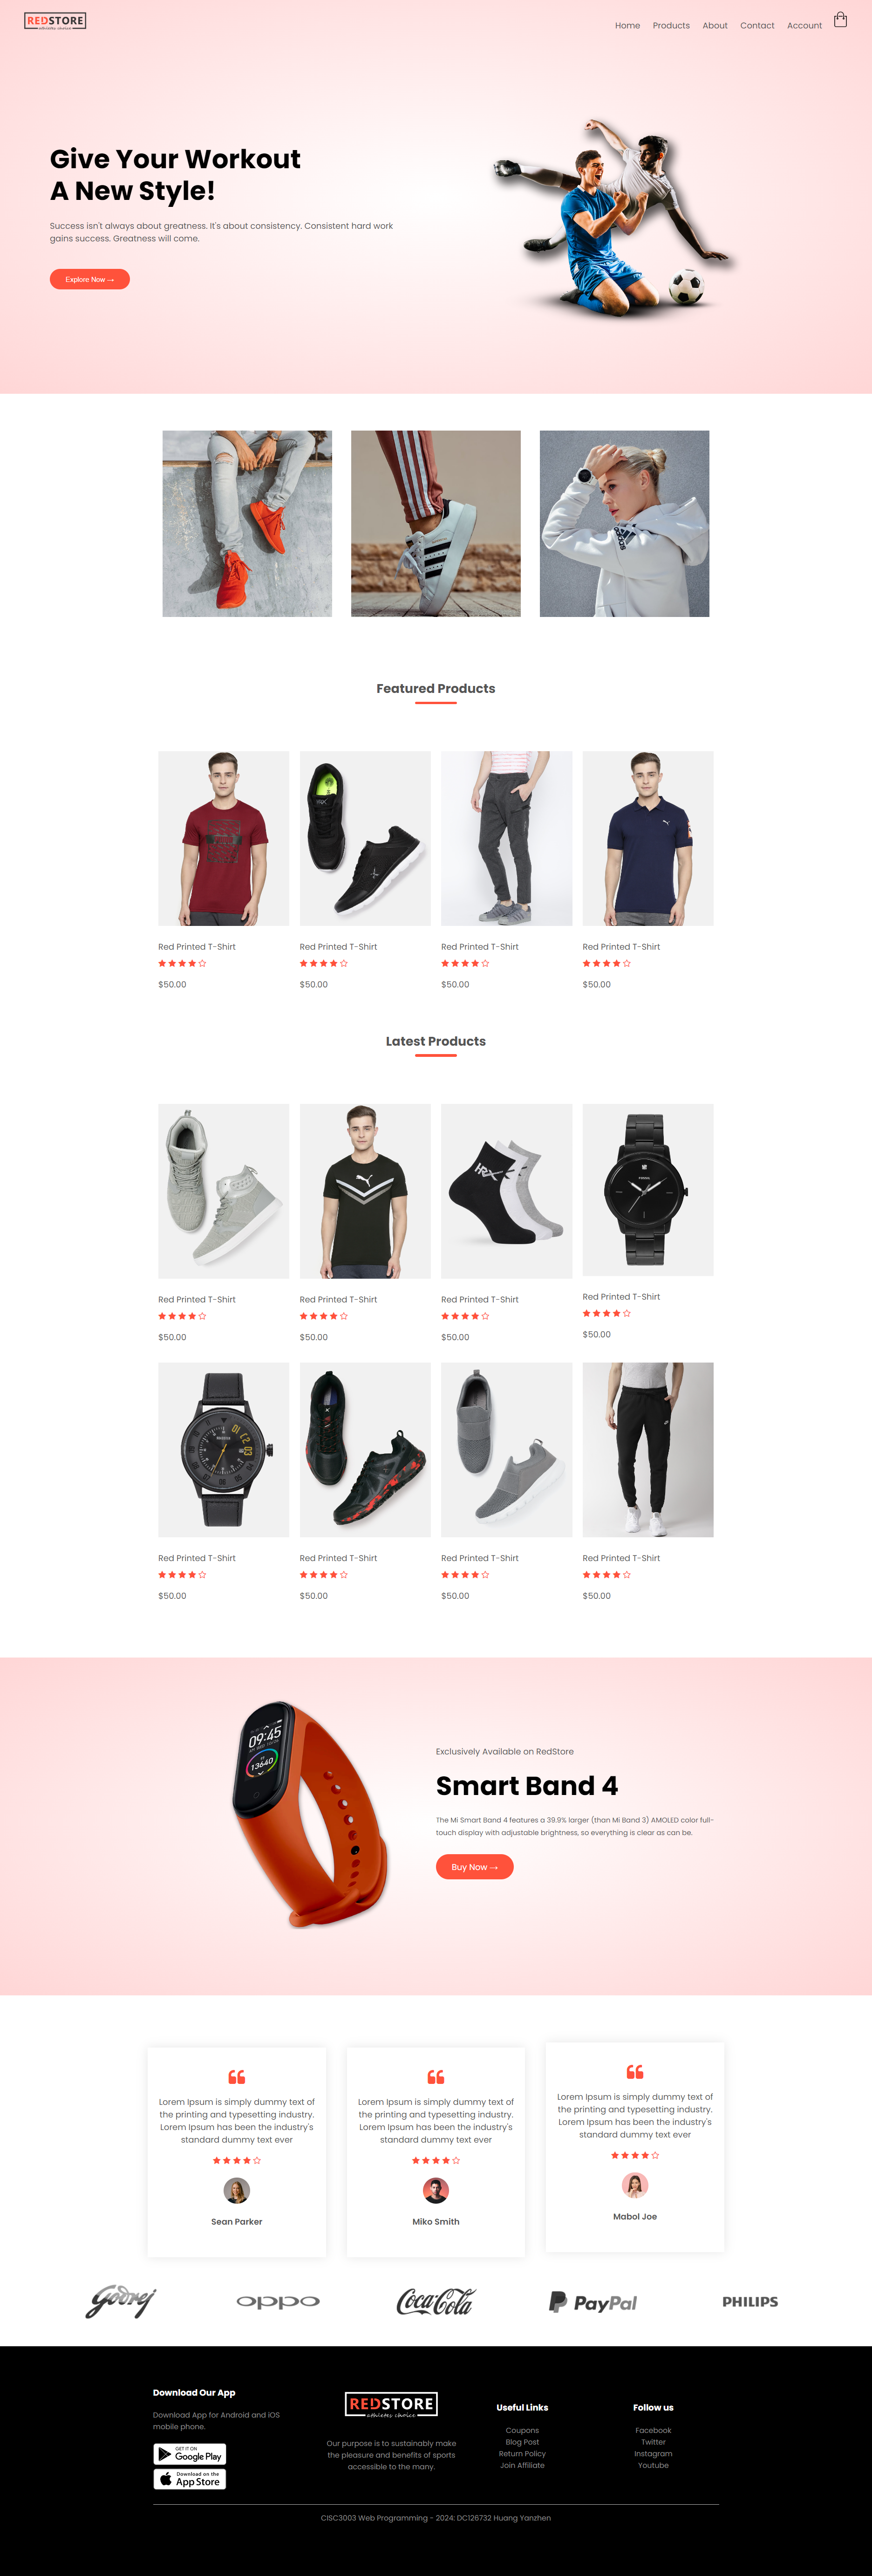 REDSTORE
athletes choice
Home Products About Contact Account
Give Your Workout
A New Style!
Success isn't always about greatness. It's about consistency. Consistent hard work
gains success. Greatness will come.
Explore Now →
adidas
Featured Products
HRX
Red Printed T-Shirt
$50.00
Red Printed T-Shirt
$50.00
Red Printed T-Shirt
$50.00
Red Printed T-Shirt
$50.00
Latest Products
HRX
Red Printed T-Shirt
$50.00
Red Printed T-Shirt
$50.00
Red Printed T-Shirt
$50.00
Red Printed T-Shirt
$50.00
Red Printed T-Shirt
$50.00
Red Printed T-Shirt
$50.00
Red Printed T-Shirt
$50.00
Red Printed T-Shirt
$50.00
09:45
13640
Exclusively Available on RedStore
Smart Band 4
The Mi Smart Band 4 features a 39.9% larger (than Mi Band 3) AMOLED color full-
touch display with adjustable brightness, so everything is clear as can be.
Buy Now →
Lorem Ipsum is simply dummy text of
the printing and typesetting industry.
Lorem Ipsum has been the industry's
standard dummy text ever
Sean Parker
Lorem Ipsum is simply dummy text of
the printing and typesetting industry.
Lorem Ipsum has been the industry's
standard dummy text ever
Miko Smith
Lorem Ipsum is simply dummy text of
the printing and typesetting industry.
Lorem Ipsum has been the industry's
standard dummy text ever
Mabol Joe
Godrej
oppo
Coca-Cola
PayPal
PHILIPS
Download Our App
Download App for Android and iOS
mobile phone.
GET IT ON
Google Play
Download on the
App Store
REDSTORE
athletes choice
Our purpose is to sustainably make
the pleasure and benefits of sports
accessible to the many.
Useful Links
Coupons
Blog Post
Return Policy
Join Affiliate
Follow us
Facebook
Twitter
Instagram
Youtube
CISC3003 Web Programming - 2024: DC126732 Huang Yanzhen